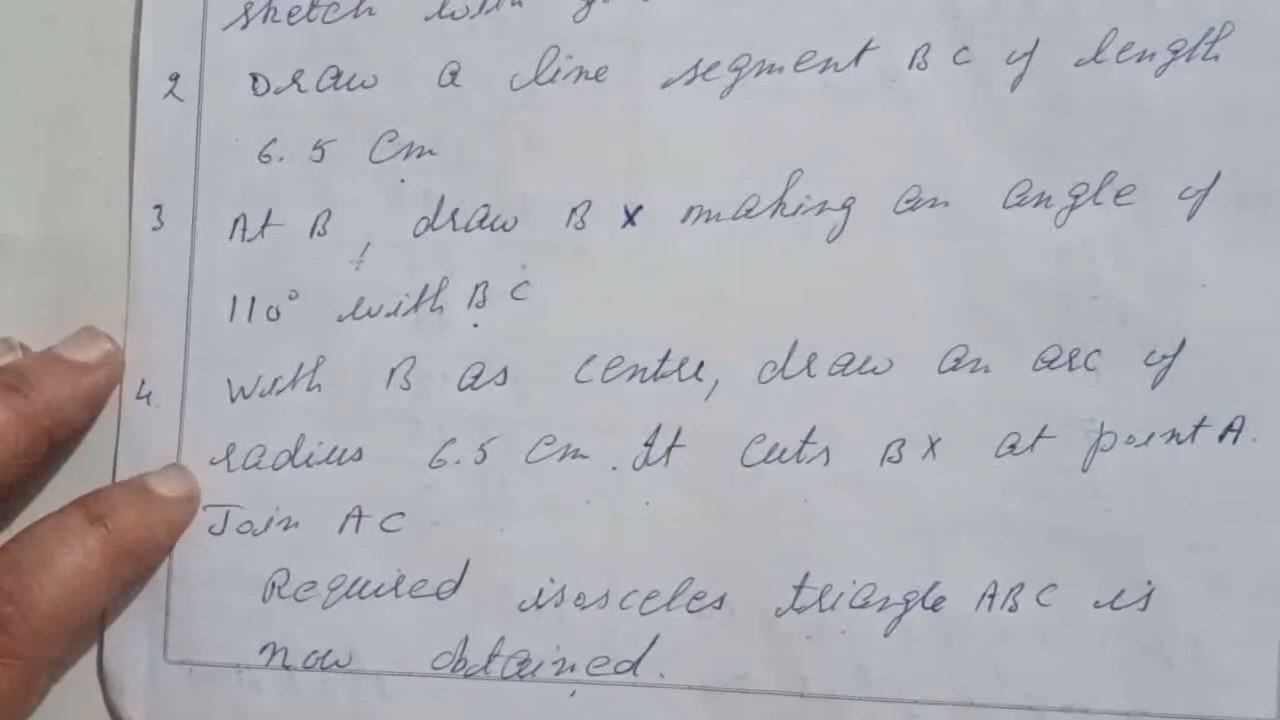 sketch with
2 Draw a line segment BC of length
6.5 Cm
3 At B, draw BX making an angle of
110° with BC
4. With B as centre, draw an arc of
radius 6.5 Cm. It cuts BX at point A.
Join AC
Required isosceles triangle ABC is
now obtained.